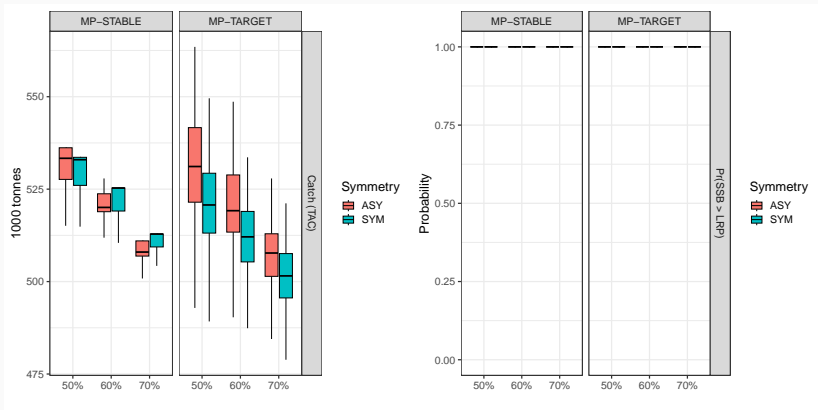 MP−STABLE
MP−TARGET
550
525
500
475
1000 tonnes
50%
60%
70%
50%
60%
70%
Catch (TAC)
Symmetry
ASY
SYM
MP−STABLE
MP−TARGET
1.00
0.75
0.50
0.25
0.00
Probability
50%
60%
70%
50%
60%
70%
Pr(SSB > LRP)
Symmetry
ASY
SYM